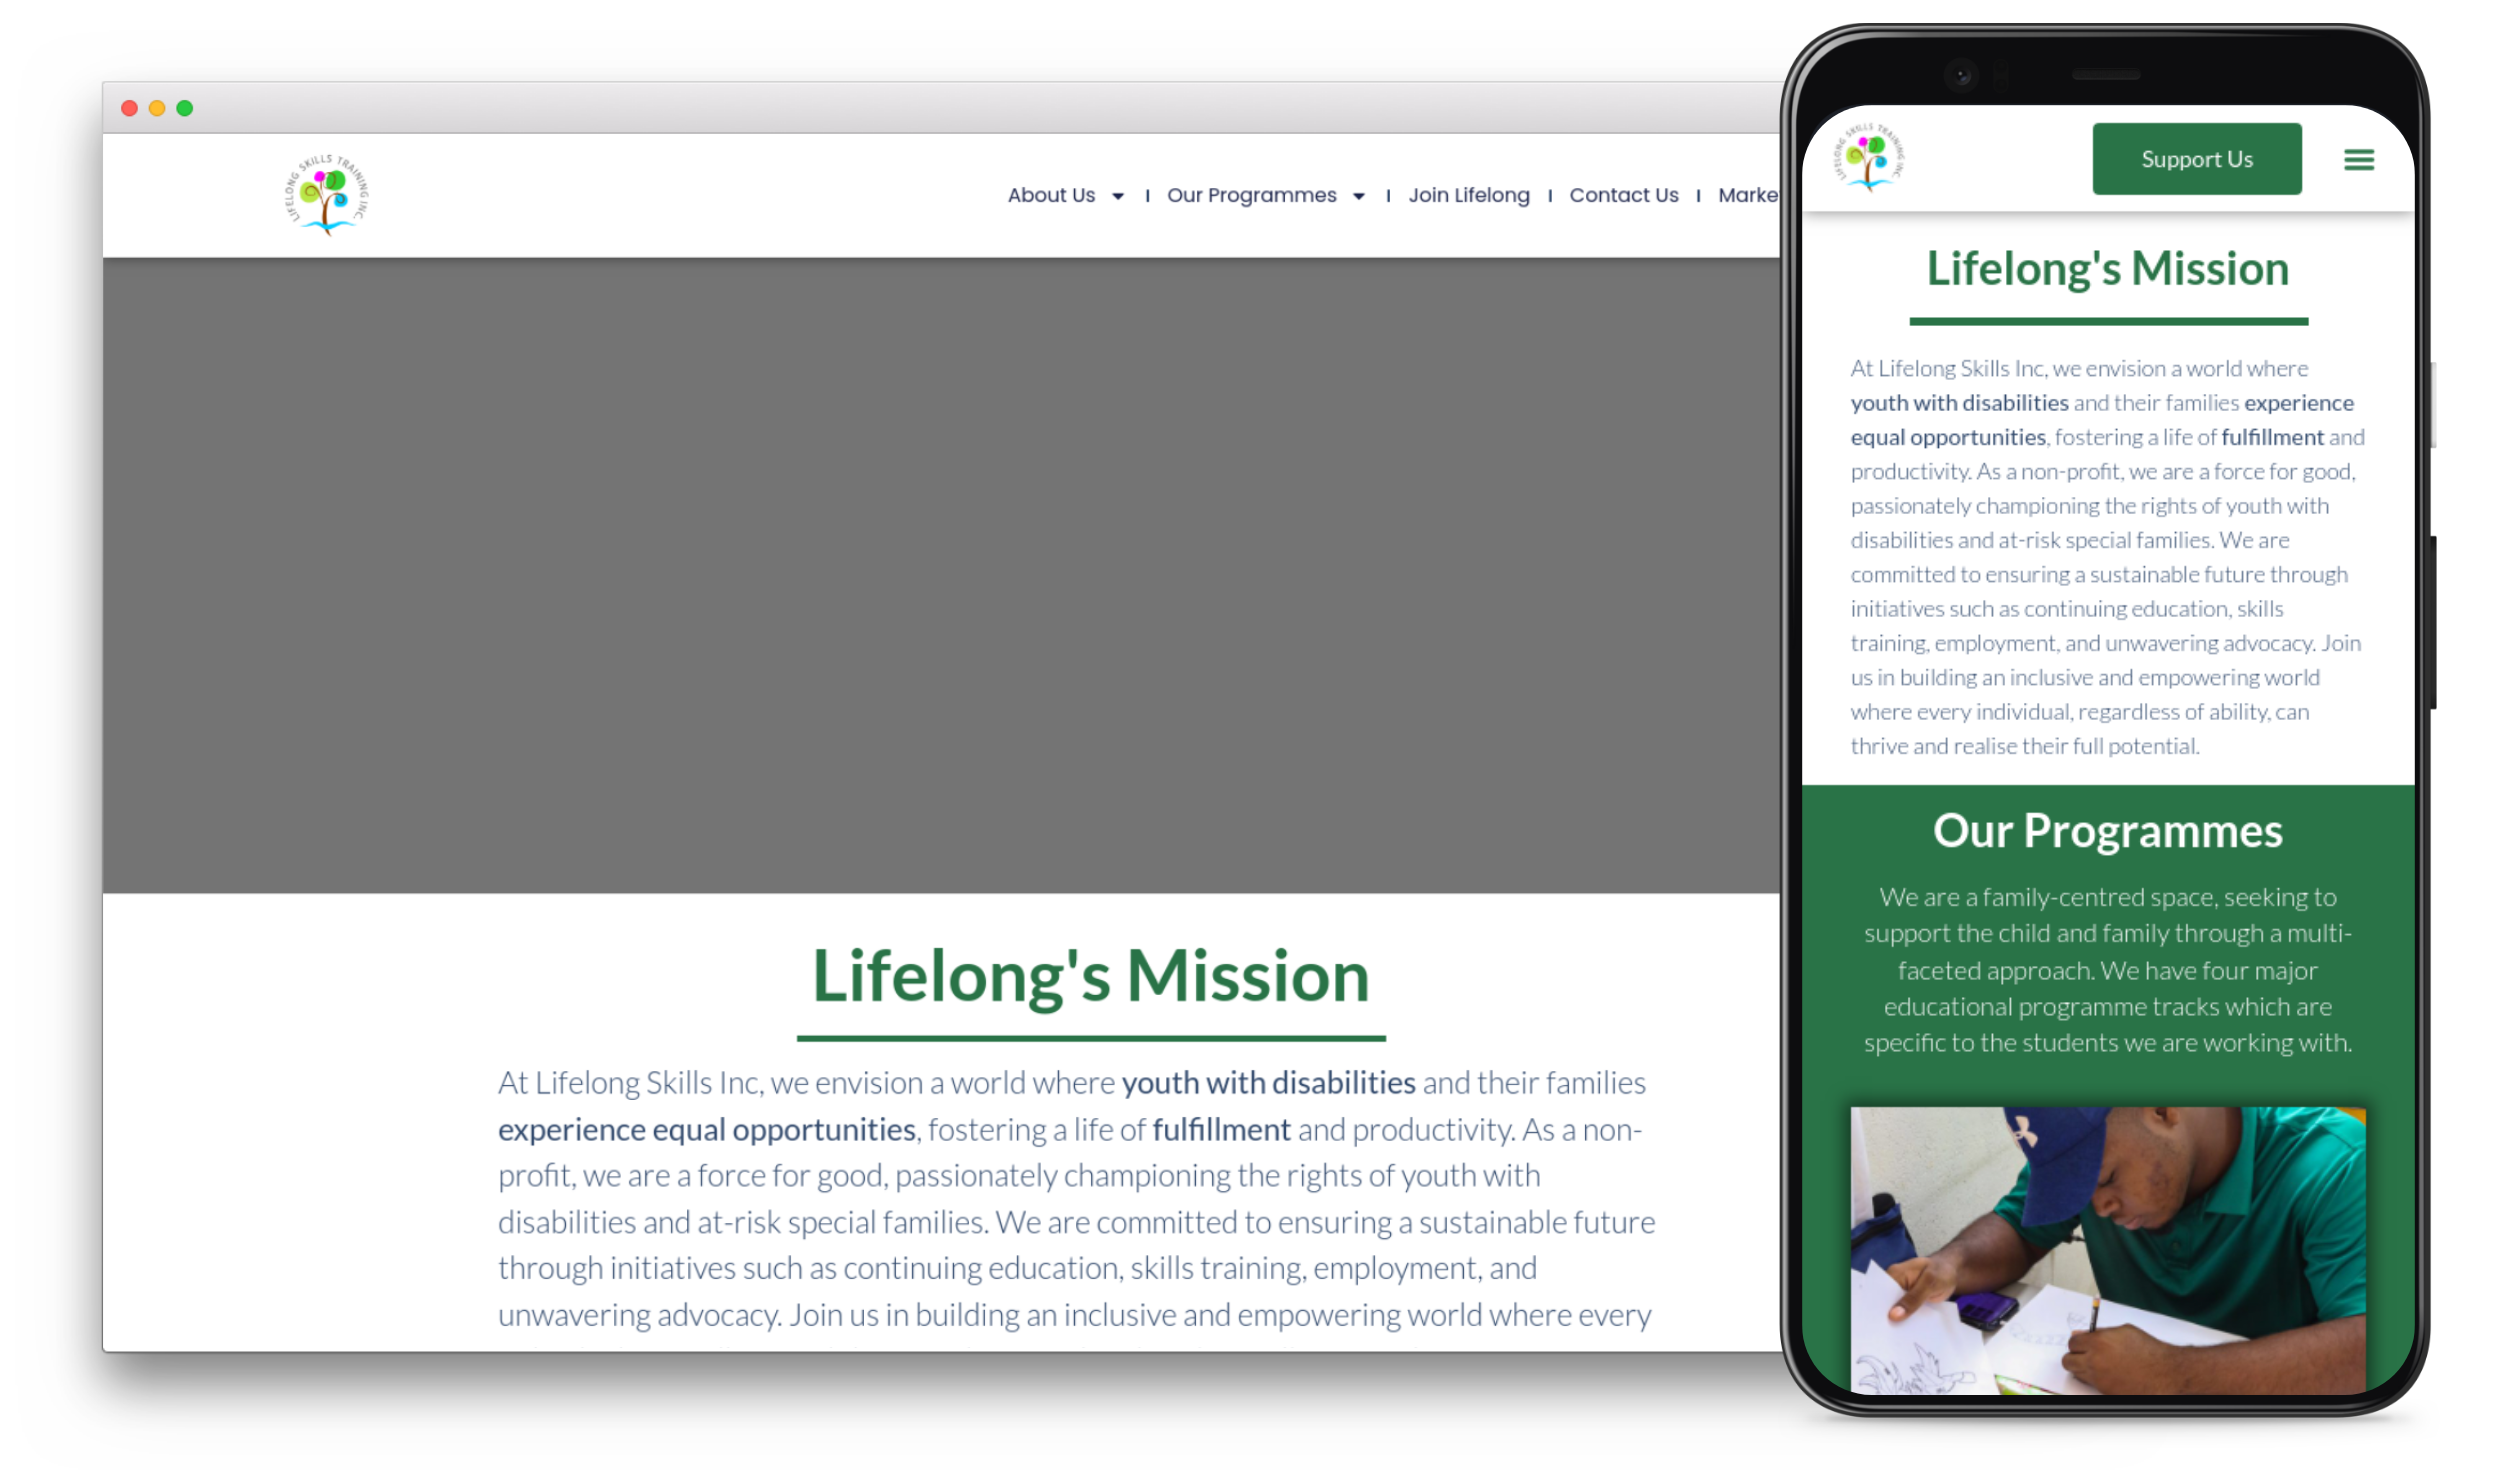 LIFELONG SKILLS TRAINING INC.
About Us I Our Programmes I Join Lifelong I Contact Us I
Lifelong's Mission
At Lifelong Skills Inc, we envision a world where youth with disabilities and their families
experience equal opportunities, fostering a life of fulfillment and productivity. As a non-
profit, we are a force for good, passionately championing the rights of youth with
disabilities and at-risk special families. We are committed to ensuring a sustainable future
through initiatives such as continuing education, skills training, employment, and
unwavering advocacy. Join us in building an inclusive and empowering world where every
LIFELONG SKILLS TRAINING INC.
Support Us
Lifelong's Mission
At Lifelong Skills Inc, we envision a world where
youth with disabilities and their families experience
equal opportunities, fostering a life of fulfillment and
productivity. As a non-profit, we are a force for good,
passionately championing the rights of youth with
disabilities and at-risk special families. We are
committed to ensuring a sustainable future through
initiatives such as continuing education, skills
training, employment, and unwavering advocacy. Join
us in building an inclusive and empowering world
where every individual, regardless of ability, can
thrive and realise their full potential.
Our Programmes
We are a family-centred space, seeking to
support the child and family through a multi-
faceted approach. We have four major
educational programme tracks which are
specific to the students we are working with.